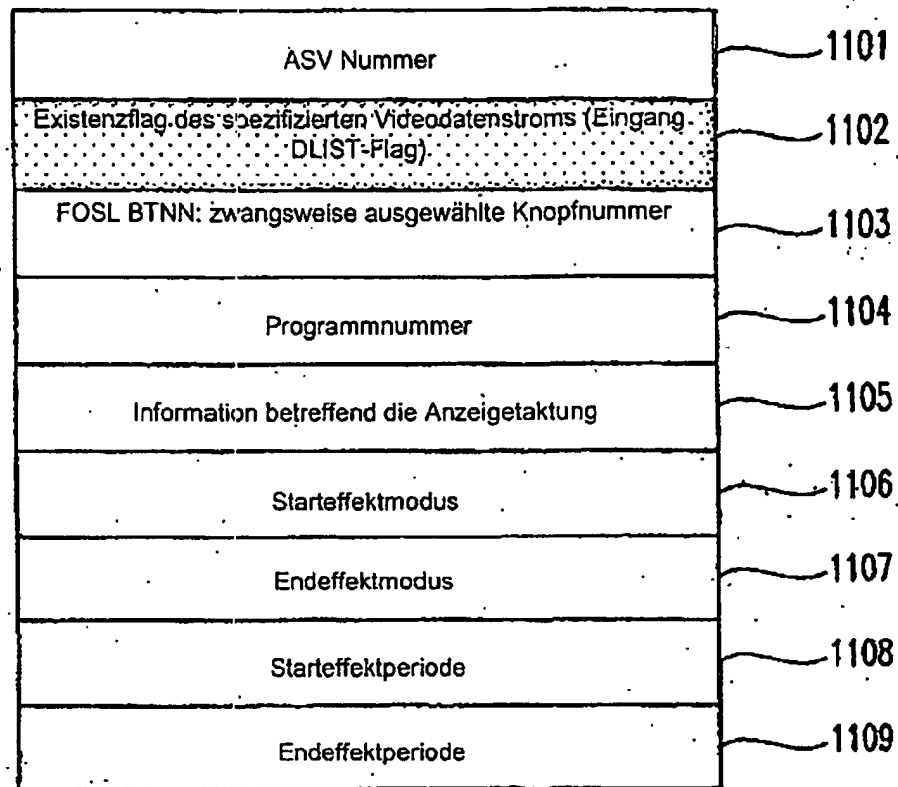 ASV Nummer
1101
Existenzflag des spezifizierten Videodatenstroms (Eingang
DLIST-Flag)
1102
FOSL BTNN: zwangsweise ausgewählte Knopfnummer
1103
Programmnummer
1104
Information betreffend die Anzeigetaktung
1105
Starteffektmodus
1106
Endeffektmodus
1107
Starteffektperiode
1108
Endeffektperiode
1109